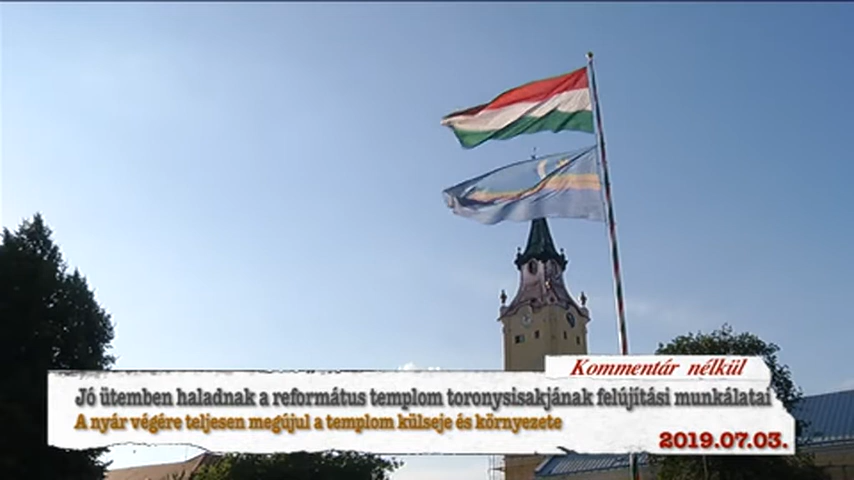 Kommentár nélkül
Jó ütemben haladnak a református templom toronysisakjának felújítási munkálatai
A nyár végére teljesen megújul a templom külseje és környezete
2019.07.03.